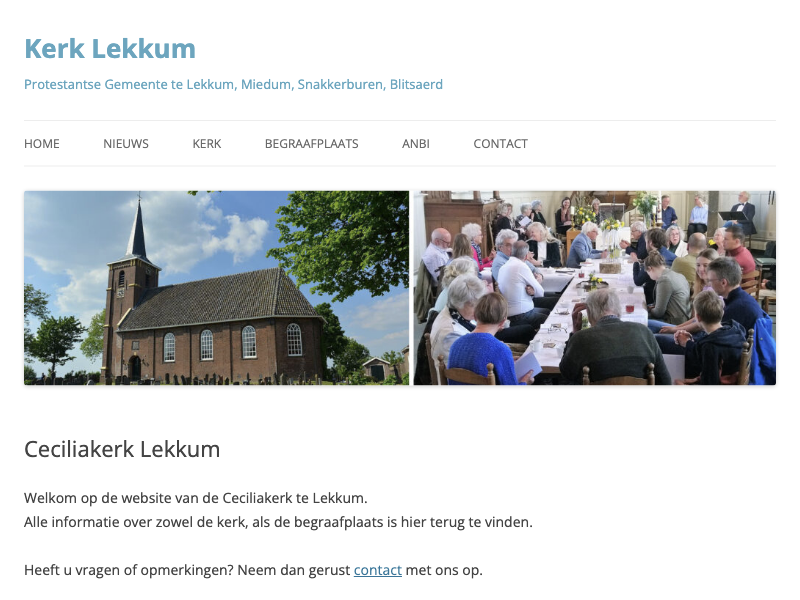 Kerk Lekkum
Protestantse Gemeente te Lekkum, Miedum, Snakkerburen, Blitsaerd
HOME NIEUWS KERK BEGRAAFPLAATS ANBI CONTACT
Ceciliakerk Lekkum
Welkom op de website van de Ceciliakerk te Lekkum.
Alle informatie over zowel de kerk, als de begraafplaats is hier terug te vinden.
Heeft u vragen of opmerkingen? Neem dan gerust contact met ons op.